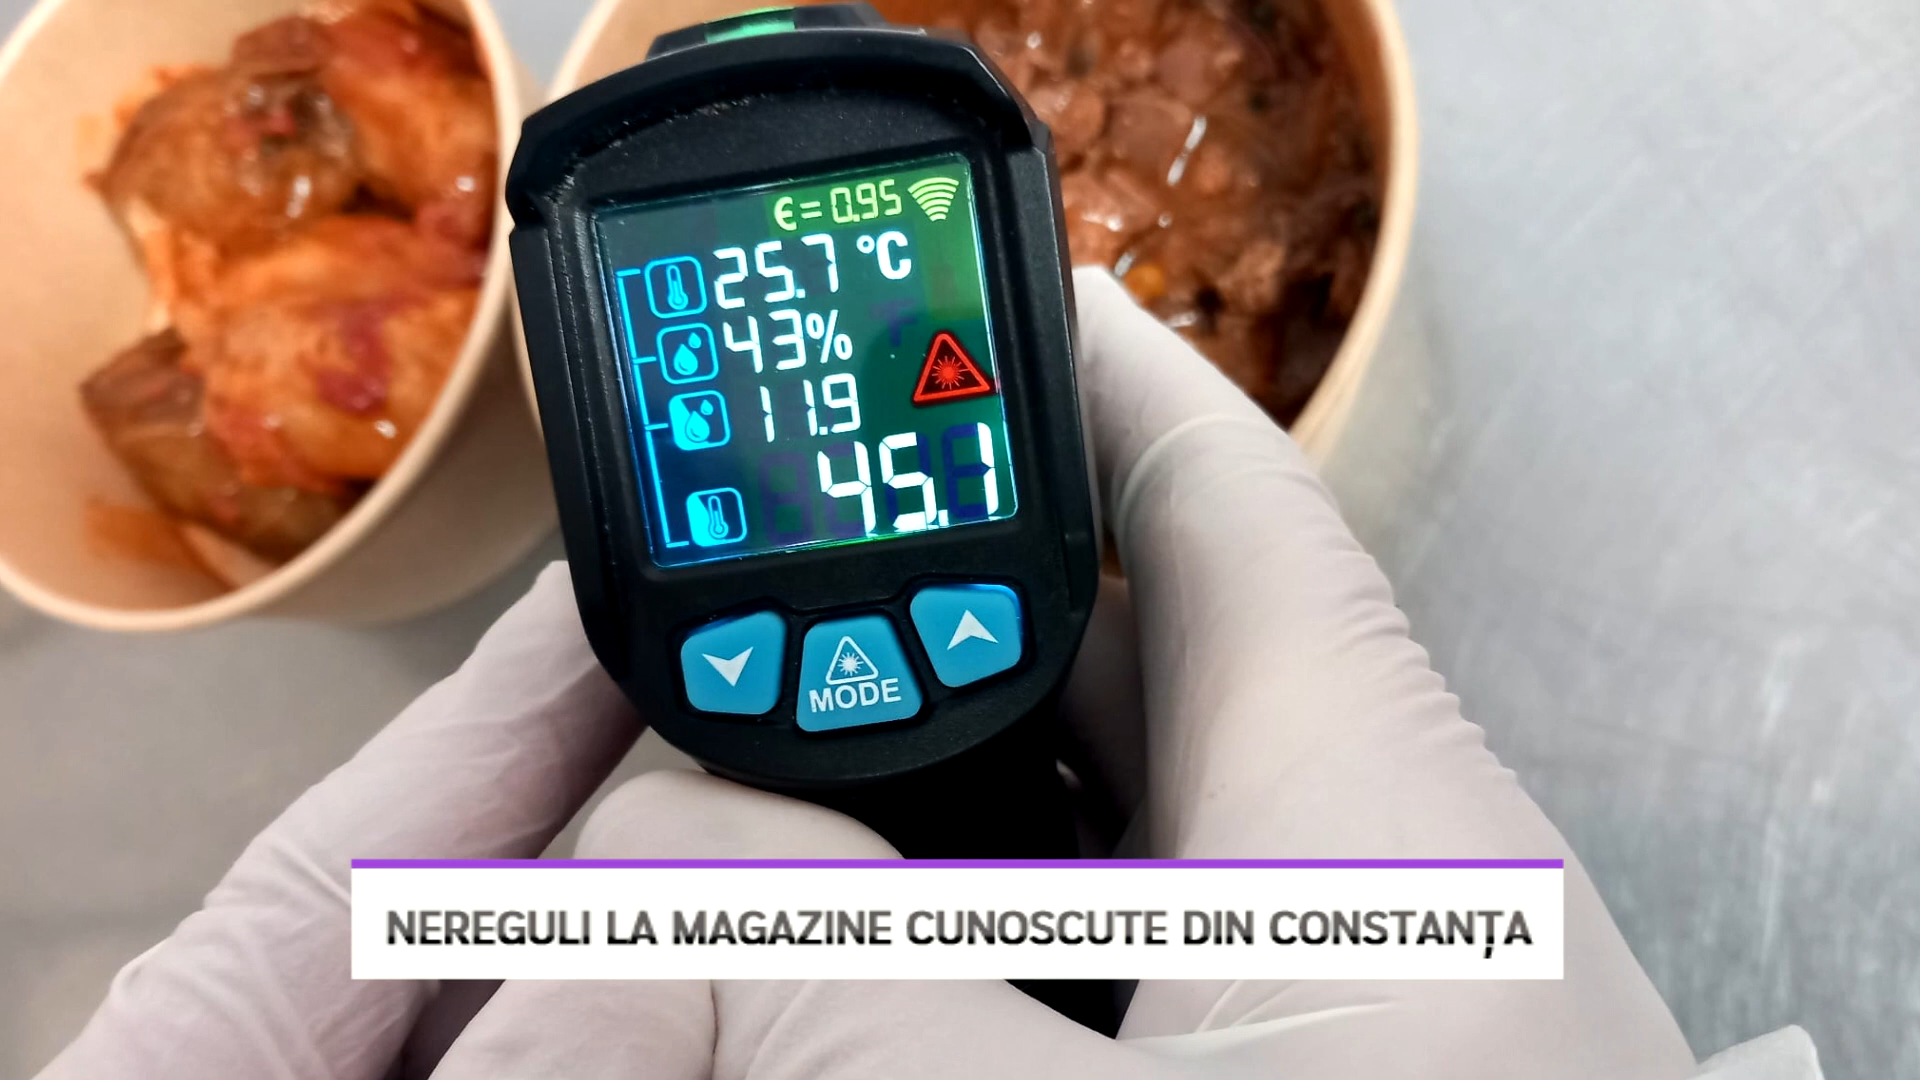 €= 0.95
25.7 °C
43%
11.9
45.1
MODE
NEREGULI LA MAGAZINE CUNOSCUTE DIN CONSTANȚA